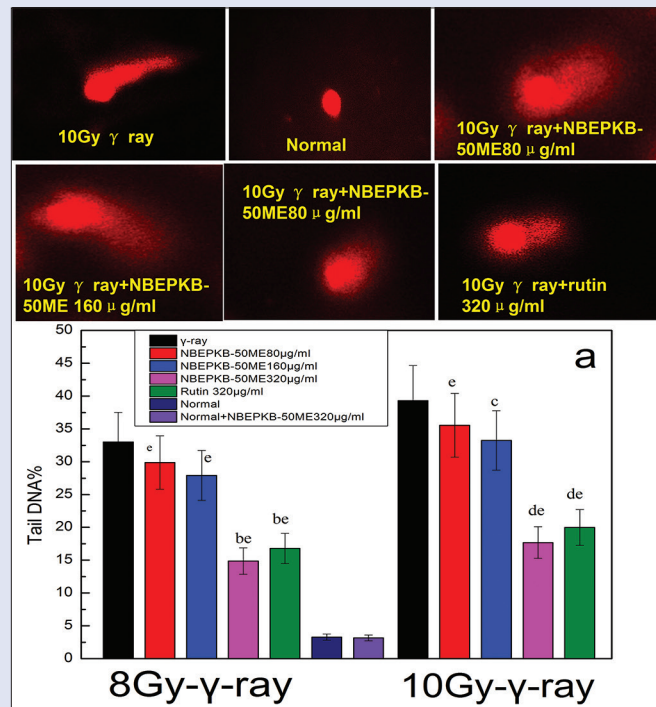 10Gy γ ray
Normal
10Gy γ ray+NBEPKB-
50ME80 μ g/ml
10Gy γ ray+NBEPKB-
50ME 160 μ g/ml
10Gy γ ray+NBEPKB-
50ME80 μ g/ml
10Gy γ ray+rutin
320 μ g/ml
a
γ-ray
NBEPKB-50ME80μg/ml
NBEPKB-50ME160μg/ml
NBEPKB-50ME320μg/ml
Rutin 320μg/ml
Normal
Normal+NBEPKB-50ME320μg/ml
Tail DNA%
50
45
40
35
30
25
20
15
10
5
0
e
e
be
be
e
c
de
de
8Gy-γ-ray
10Gy-γ-ray